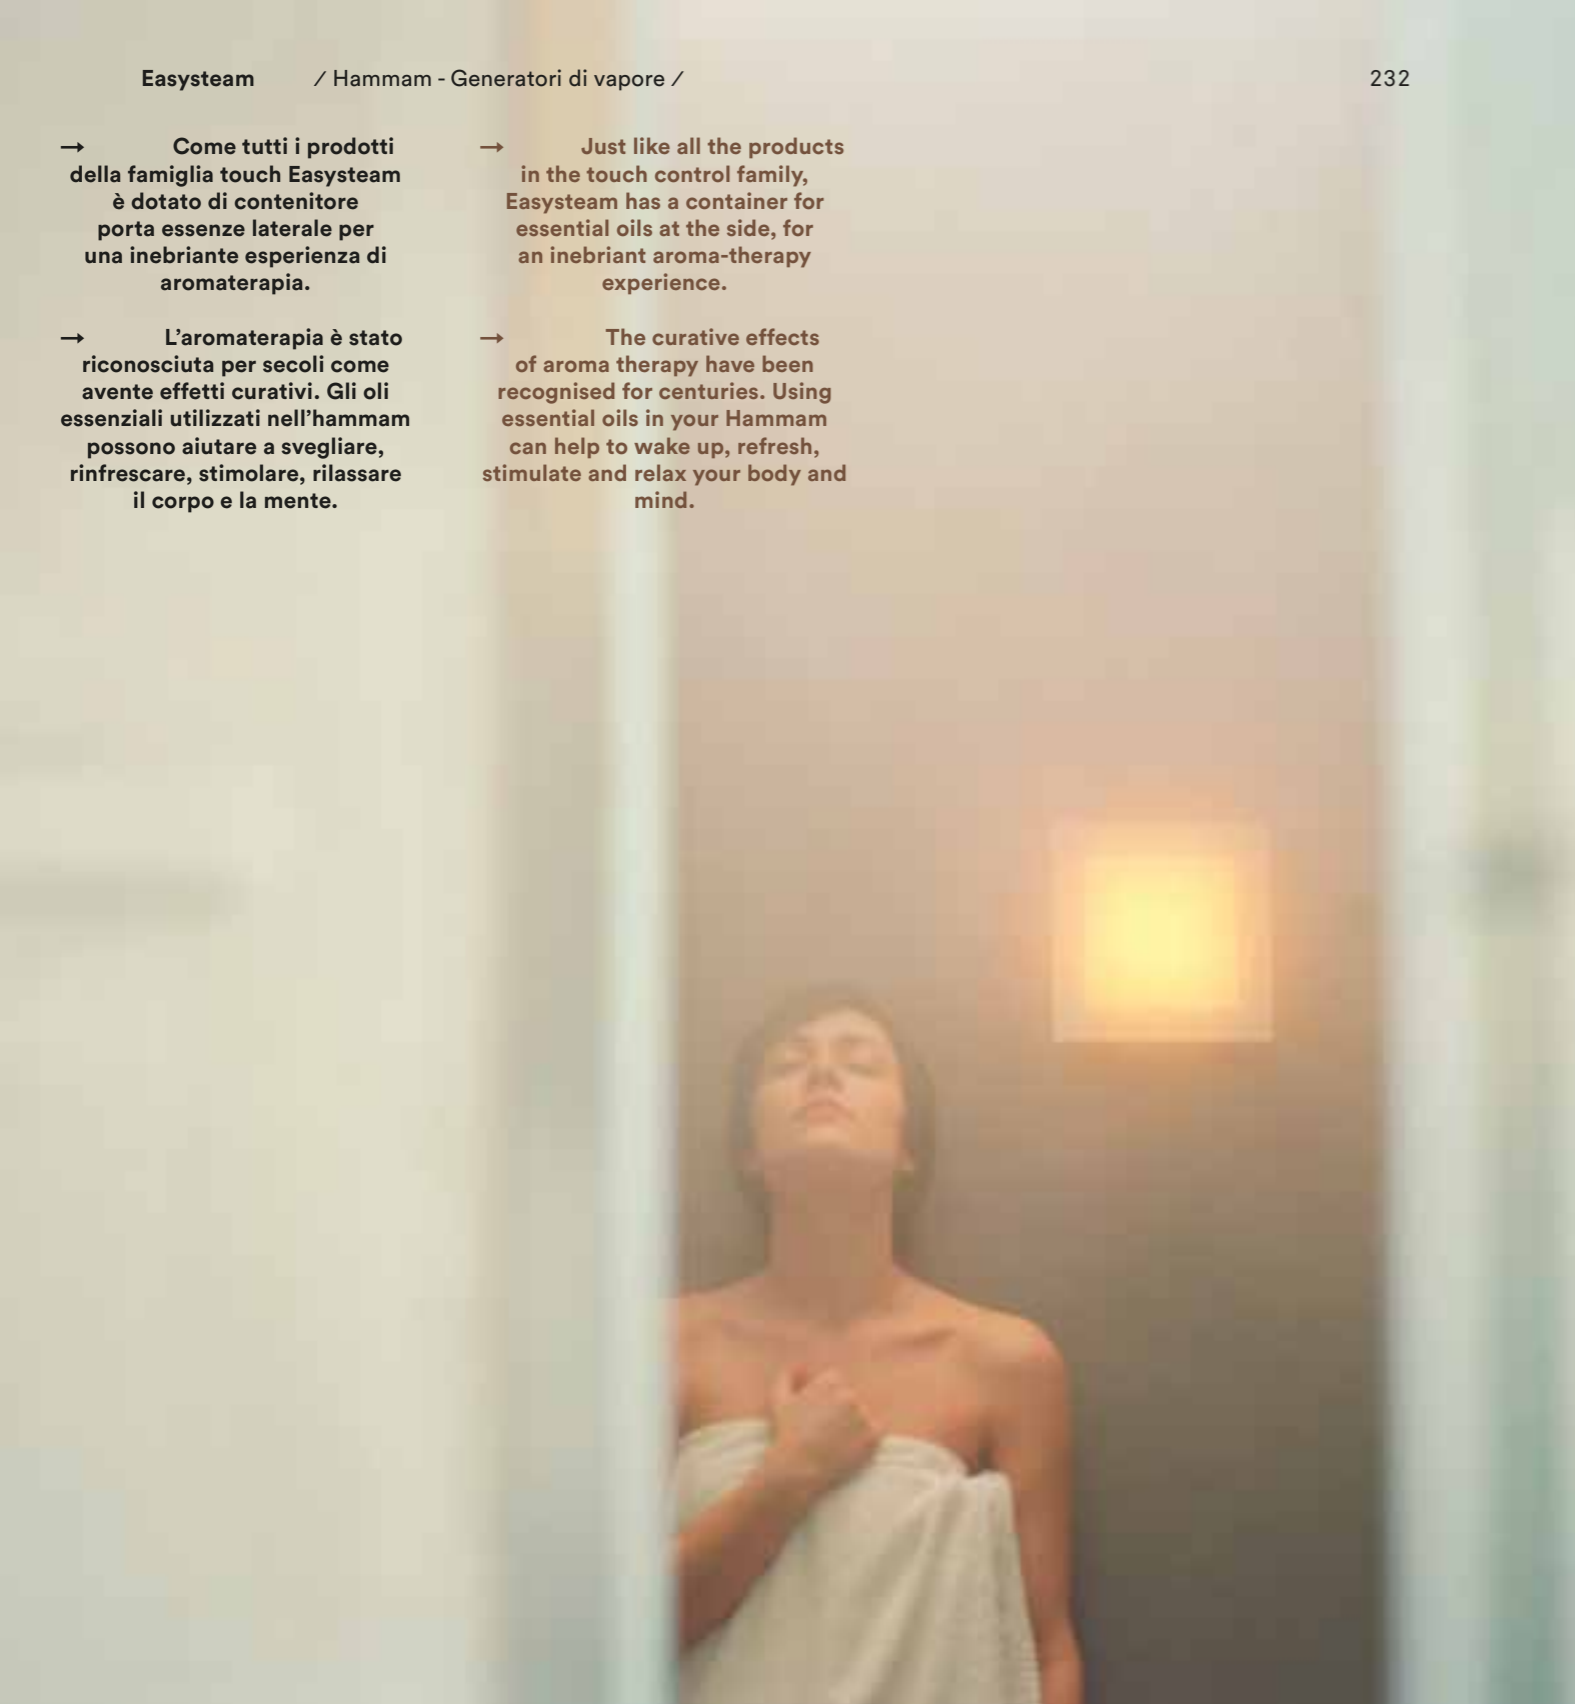 Easysteam / Hammam - Generatori di vapore / 232
→ Come tutti i prodotti
della famiglia touch Easysteam
è dotato di contenitore
porta essenze laterale per
una inebriante esperienza di
aromaterapia.
→ L’aromaterapia è stato
riconosciuta per secoli come
avente effetti curativi. Gli oli
essenziali utilizzati nell’hammam
possono aiutare a svegliare,
rinfrescare, stimolare, rilassare
il corpo e la mente.
→ Just like all the products
in the touch control family,
Easysteam has a container for
essential oils at the side, for
an inebriant aroma-therapy
experience.
→ The curative effects
of aroma therapy have been
recognised for centuries. Using
essential oils in your Hammam
can help to wake up, refresh,
stimulate and relax your body and
mind.